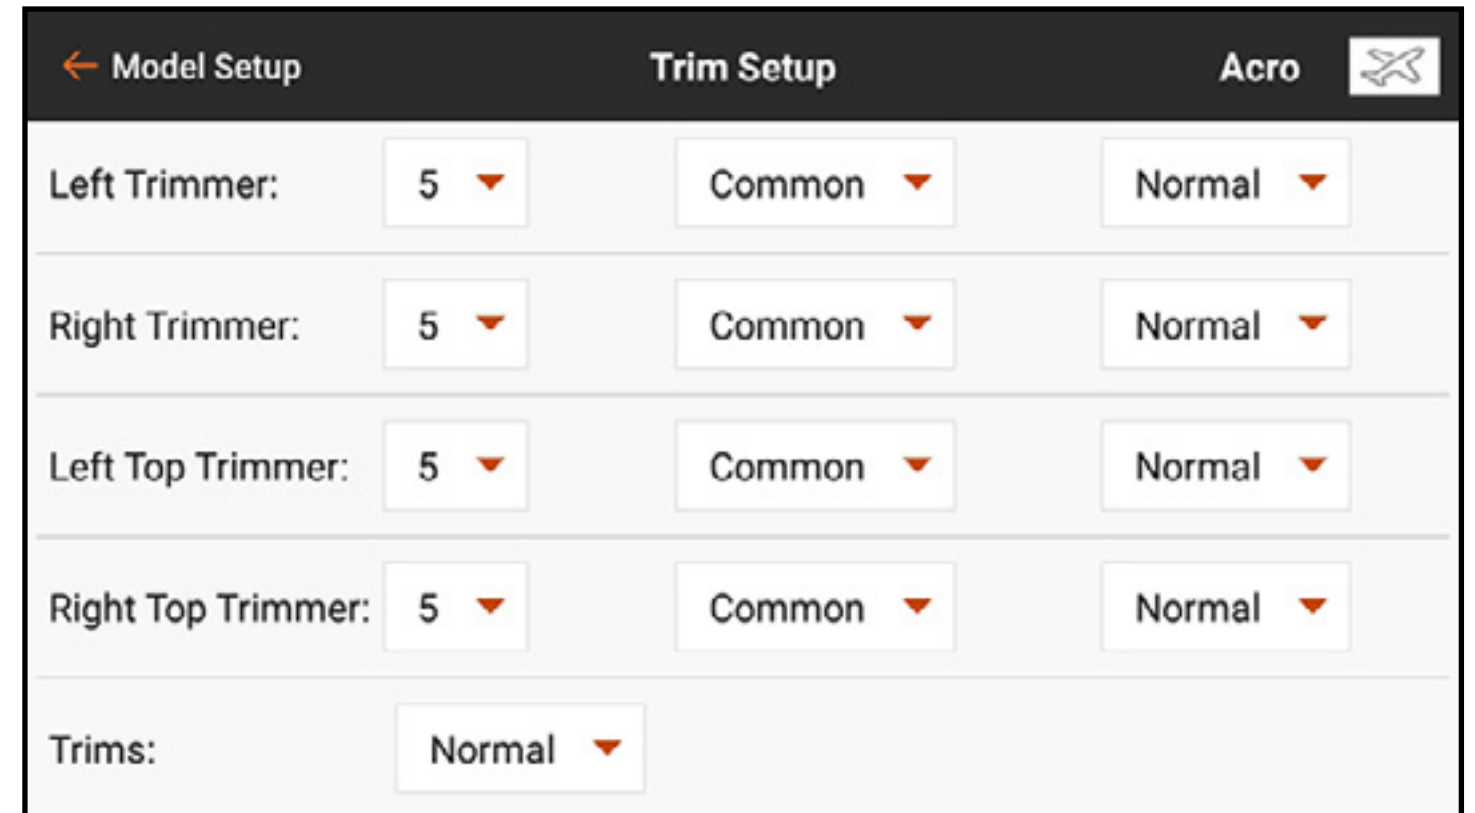 Model Setup Trim Setup Acro
Left Trimmer: 5 Common Normal
Right Trimmer: 5 Common Normal
Left Top Trimmer: 5 Common Normal
Right Top Trimmer: 5 Common Normal
Trims: Normal